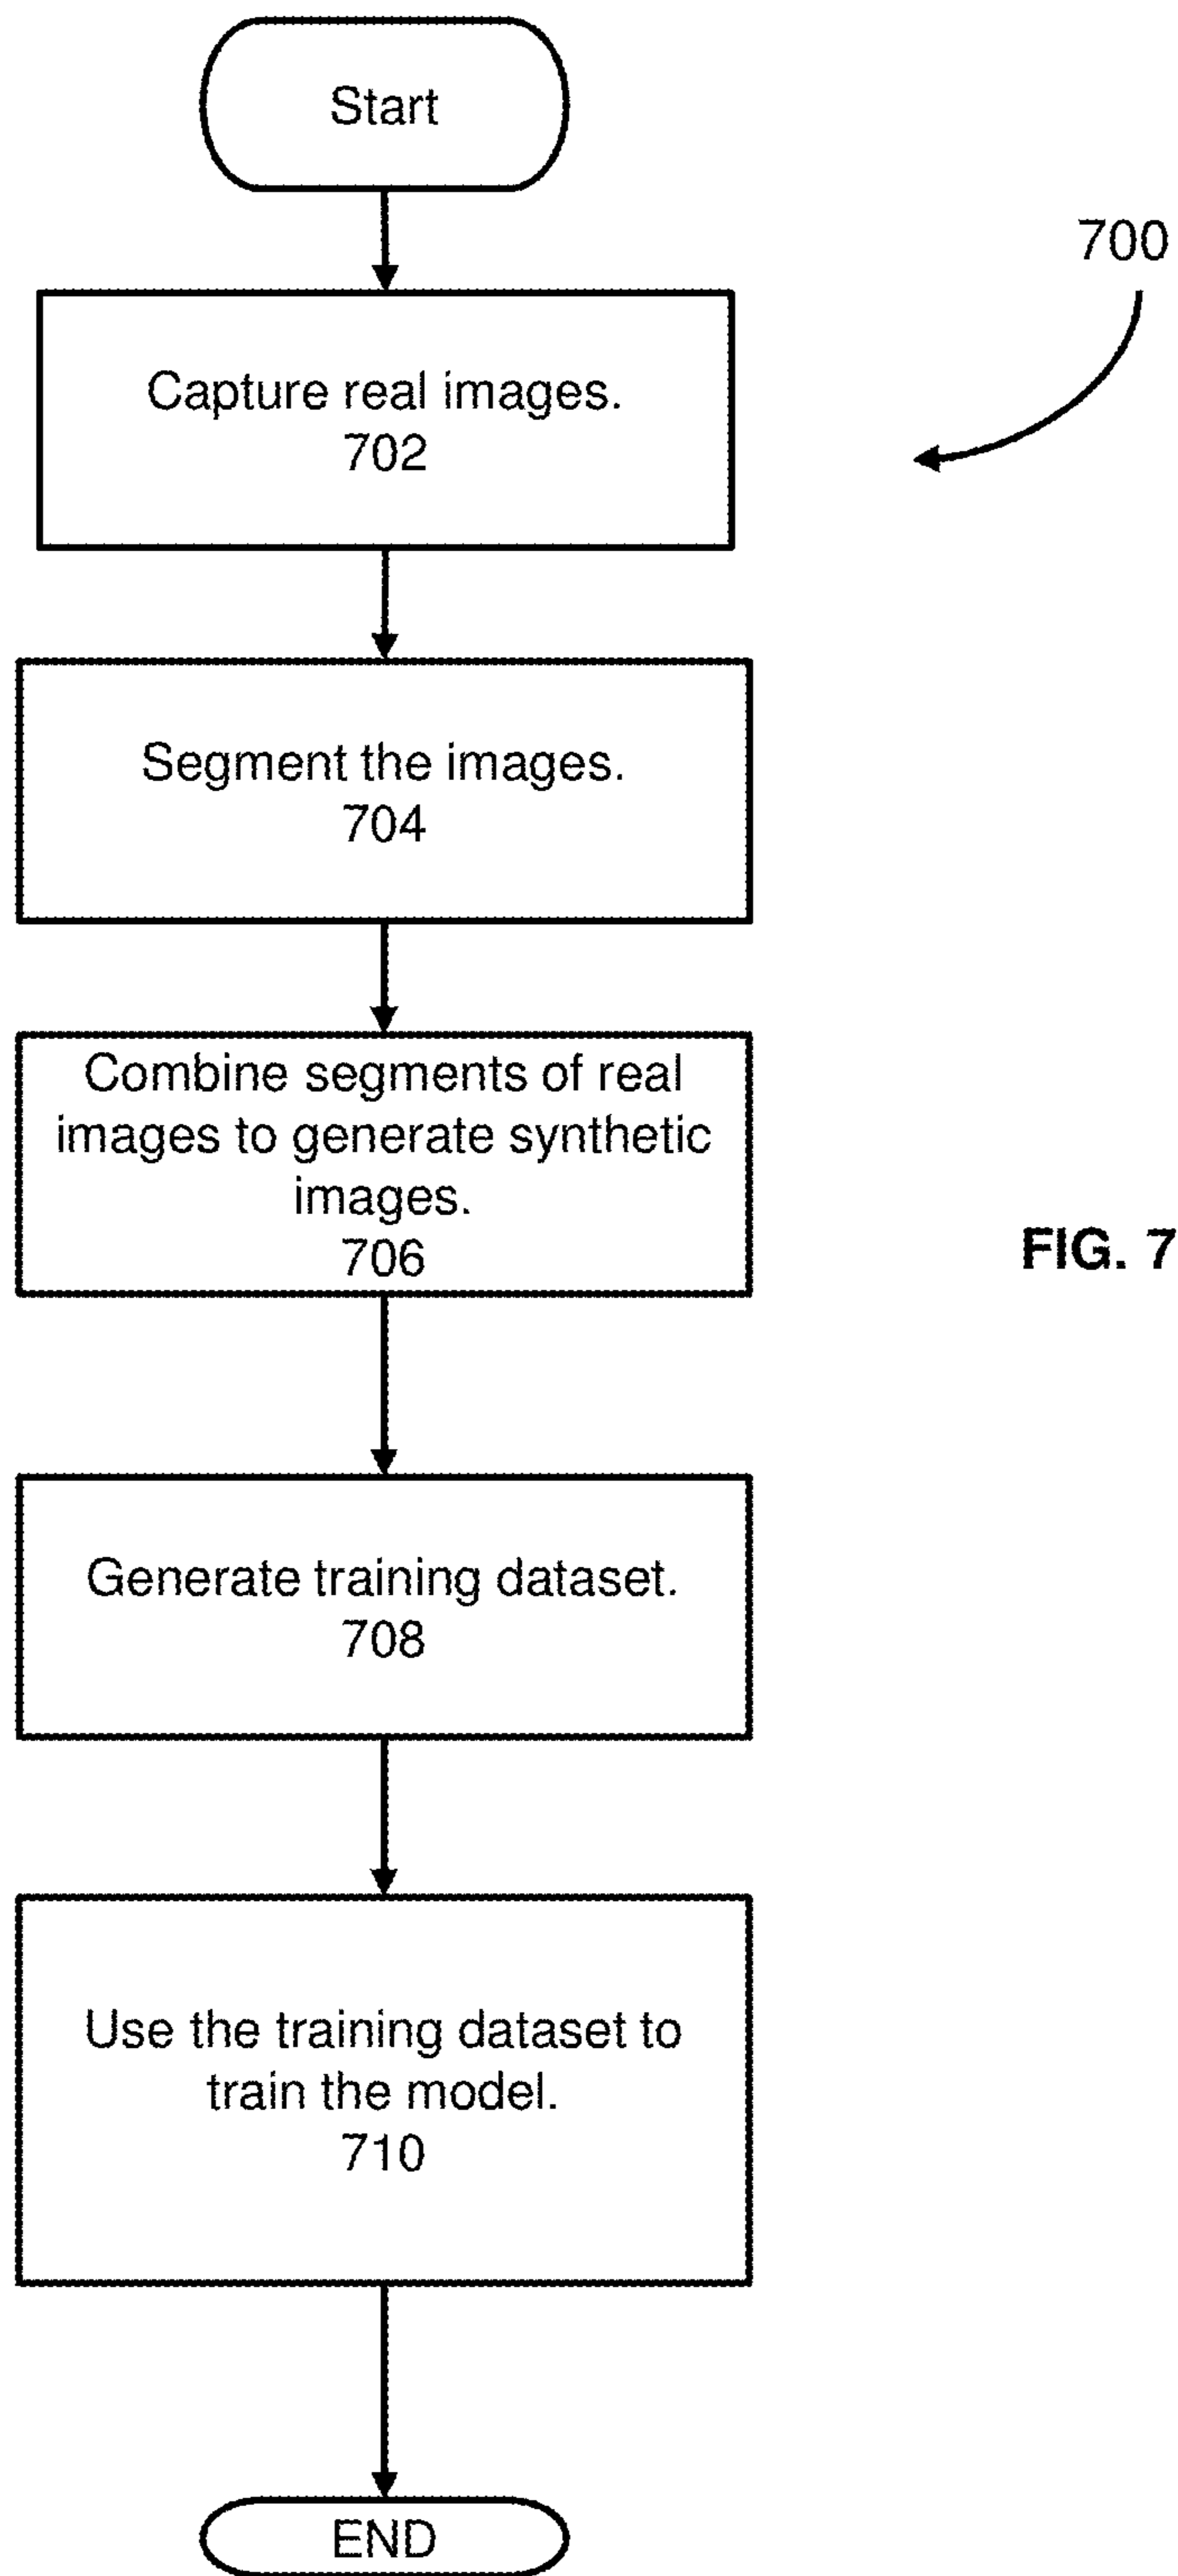 Start
700
Capture real images.
702
Segment the images.
704
Combine segments of real
images to generate synthetic
images.
706
FIG. 7
Generate training dataset.
708
Use the training dataset to
train the model.
710
END